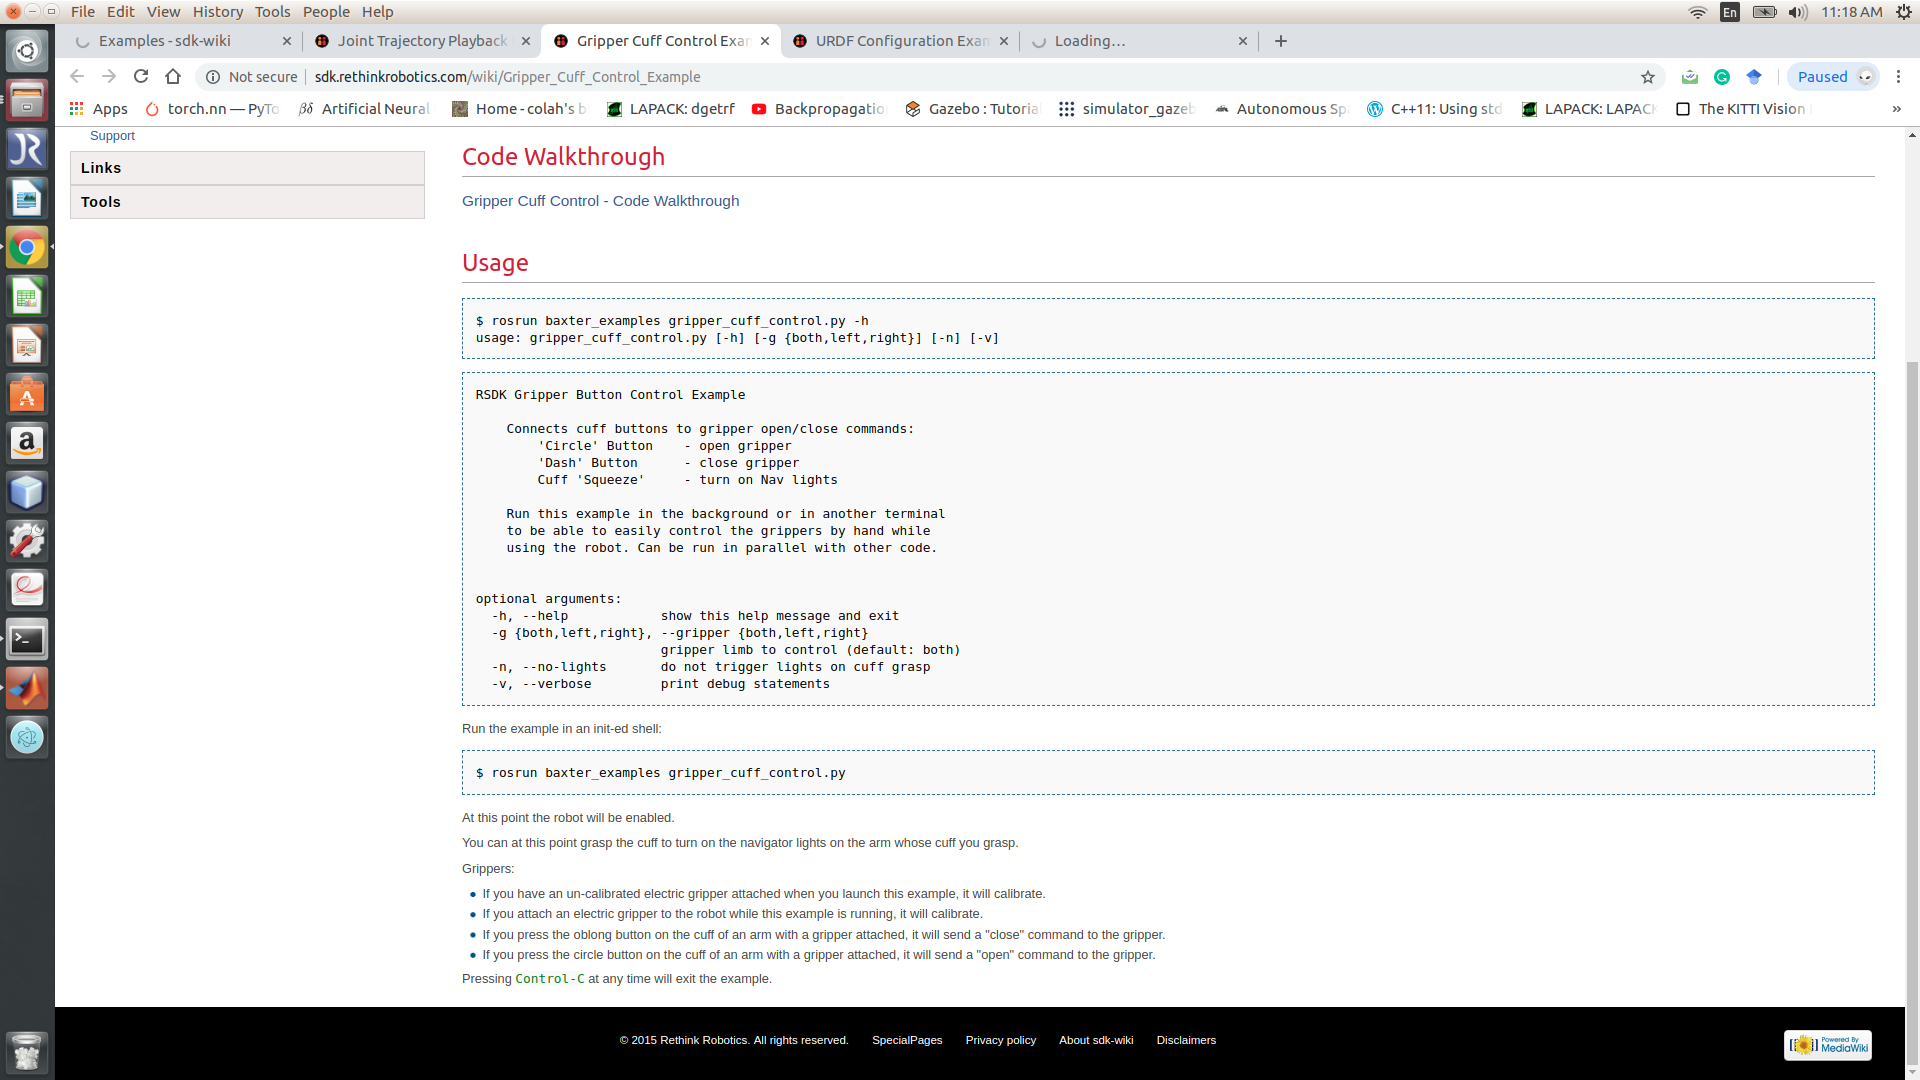 File Edit View History Tools People Help
En
11:18 AM
Examples - sdk-wiki
Joint Trajectory Playback
Gripper Cuff Control Exam
URDF Configuration Exam
Loading…
Not secure
sdk.rethinkrobotics.com/wiki/Gripper_Cuff_Control_Example
Paused
Apps
torch.nn — PyTo
Artificial Neural
Home - colah's b
LAPACK: dgetrf
Backpropagatio
Gazebo : Tutorial
simulator_gazeb
Autonomous Sp
C++11: Using std
LAPACK: LAPACK
The KITTI Vision
»
Support
Links
Tools
Code Walkthrough
Gripper Cuff Control - Code Walkthrough
Usage
$ rosrun baxter_examples gripper_cuff_control.py -h
usage: gripper_cuff_control.py [-h] [-g {both,left,right}] [-n] [-v]
RSDK Gripper Button Control Example
Connects cuff buttons to gripper open/close commands:
'Circle' Button - open gripper
'Dash' Button - close gripper
Cuff 'Squeeze' - turn on Nav lights
Run this example in the background or in another terminal
to be able to easily control the grippers by hand while
using the robot. Can be run in parallel with other code.
optional arguments:
-h, --help show this help message and exit
-g {both,left,right}, --gripper {both,left,right}
gripper limb to control (default: both)
-n, --no-lights do not trigger lights on cuff grasp
-v, --verbose print debug statements
Run the example in an init-ed shell:
$ rosrun baxter_examples gripper_cuff_control.py
At this point the robot will be enabled.
You can at this point grasp the cuff to turn on the navigator lights on the arm whose cuff you grasp.
Grippers:
If you have an un-calibrated electric gripper attached when you launch this example, it will calibrate.
If you attach an electric gripper to the robot while this example is running, it will calibrate.
If you press the oblong button on the cuff of an arm with a gripper attached, it will send a "close" command to the gripper.
If you press the circle button on the cuff of an arm with a gripper attached, it will send a "open" command to the gripper.
Pressing Control-C at any time will exit the example.
© 2015 Rethink Robotics. All rights reserved. SpecialPages Privacy policy About sdk-wiki Disclaimers
Powered By
MediaWiki